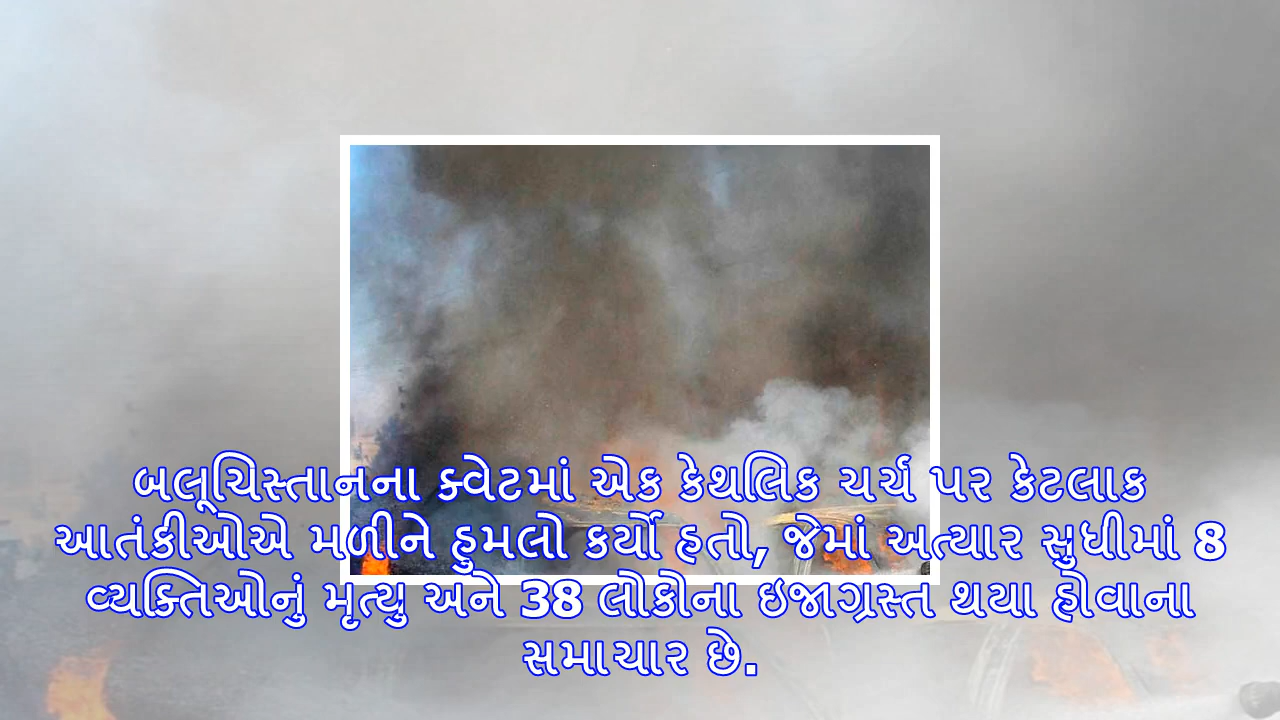 બલૂચિસ્તાનના ક્વેટમાં એક કેથલિક ચર્ચ પર કેટલાક
આતંકીઓએ મળીને હુમલો કર્યો હતો, જેમાં અત્યાર સુધીમાં 8
વ્યક્તિઓનું મૃત્યુ અને 38 લોકોના ઇજાગ્રસ્ત થયા હોવાના
સમાચાર છે.